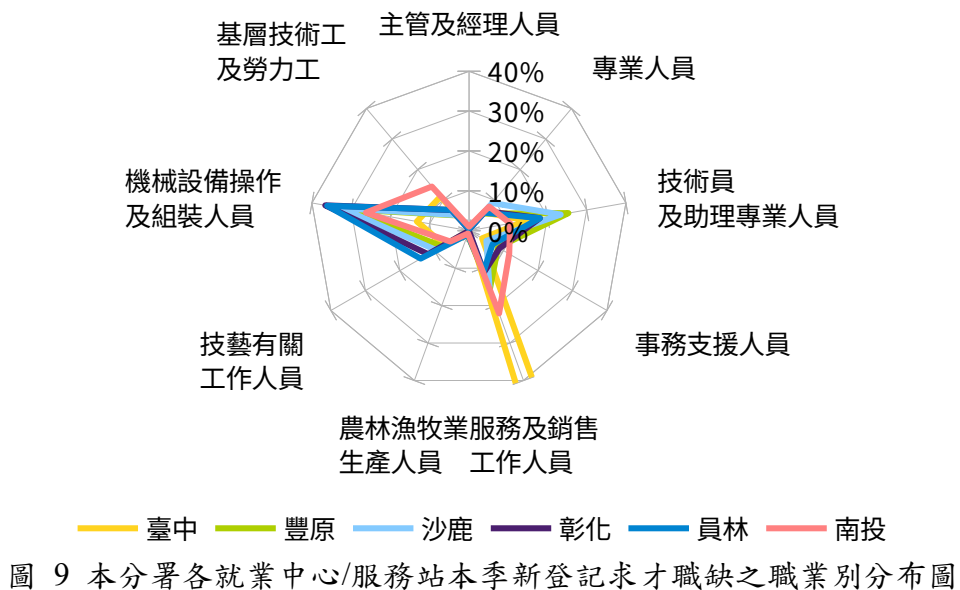 主管及經理人員
基層技術工
及勞力工
專業人員
40%
30%
20%
10%
0%
機械設備操作
及組裝人員
技術員
及助理專業人員
技藝有關
工作人員
事務支援人員
農林漁牧業
生產人員
服務及銷售
工作人員
臺中 豐原 沙鹿 彰化 員林 南投
圖 9 本分署各就業中心/服務站本季新登記求才職缺之職業別分布圖